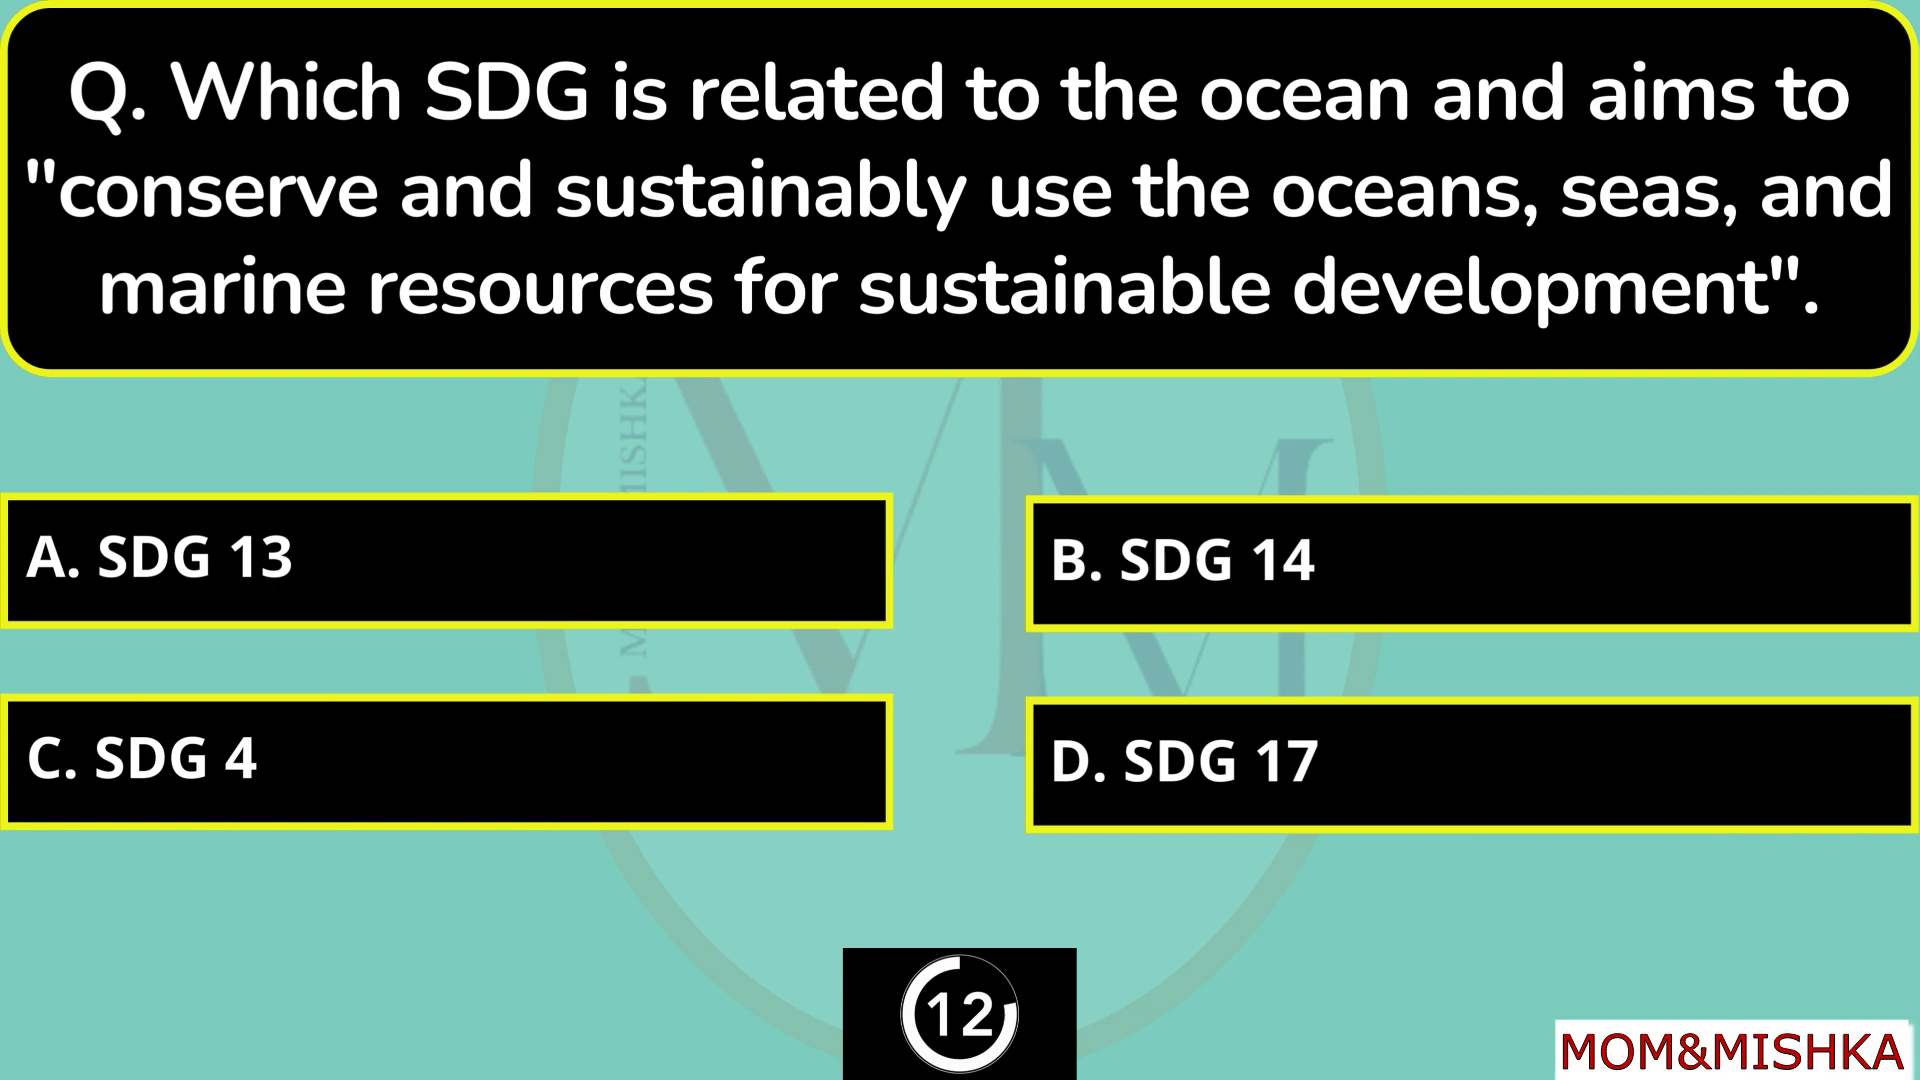 Q. Which SDG is related to the ocean and aims to
"conserve and sustainably use the oceans, seas, and
marine resources for sustainable development".
A. SDG 13
B. SDG 14
C. SDG 4
D. SDG 17
MISHKA
12
MOM&MISHKA